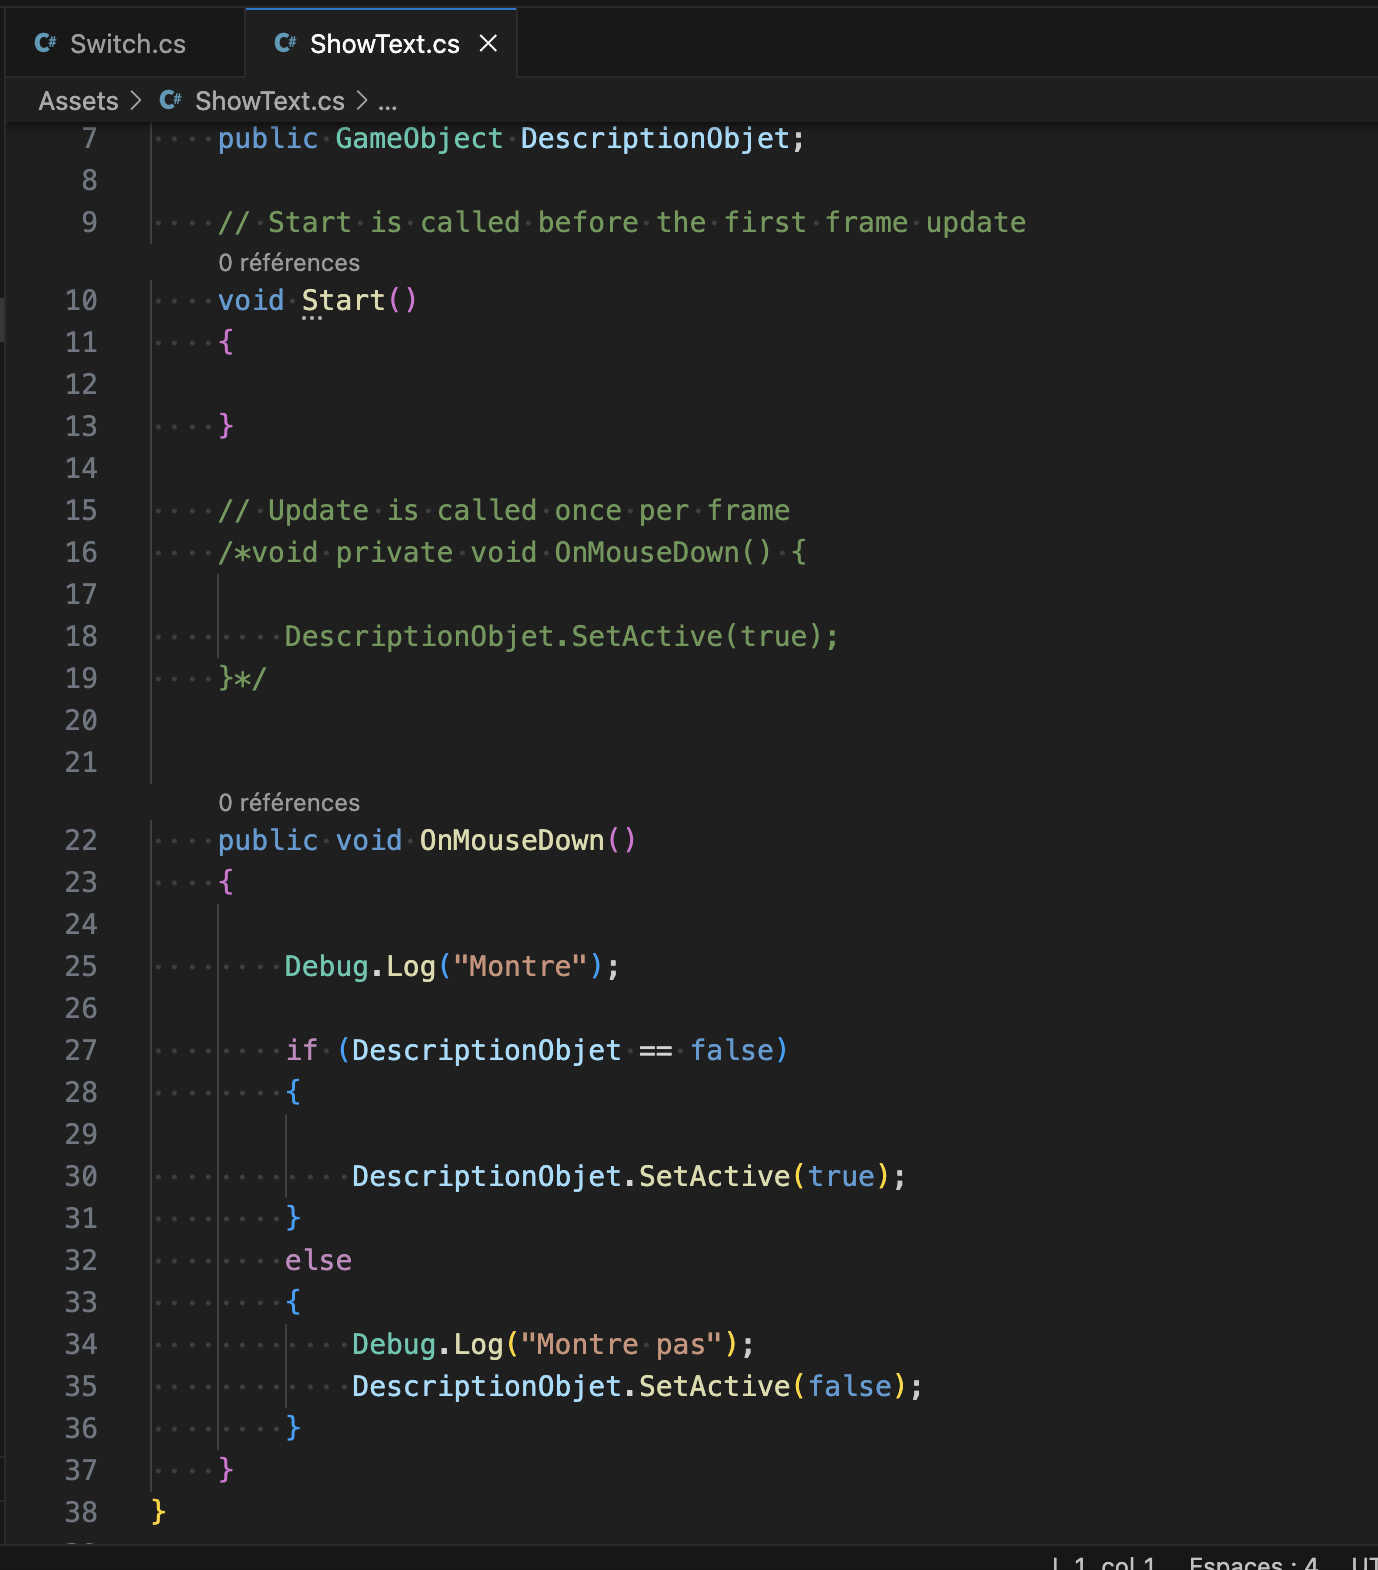 C# Switch.cs
C# ShowText.cs ×
Assets > C# ShowText.cs > ...
7 public GameObject DescriptionObjet;
8
9 // Start is called before the first frame update
0 références
10 void Start()
11 {
12
13 }
14
15 // Update is called once per frame
16 /*void private void OnMouseDown() {
17
18 DescriptionObjet.SetActive(true);
19 }*/
20
21
0 références
22 public void OnMouseDown()
23 {
24
25 Debug.Log("Montre");
26
27 if (DescriptionObjet == false)
28 {
29
30 DescriptionObjet.SetActive(true);
31 }
32 else
33 {
34 Debug.Log("Montre pas");
35 DescriptionObjet.SetActive(false);
36 }
37 }
38 }
L 1, col 1 Espaces : 4